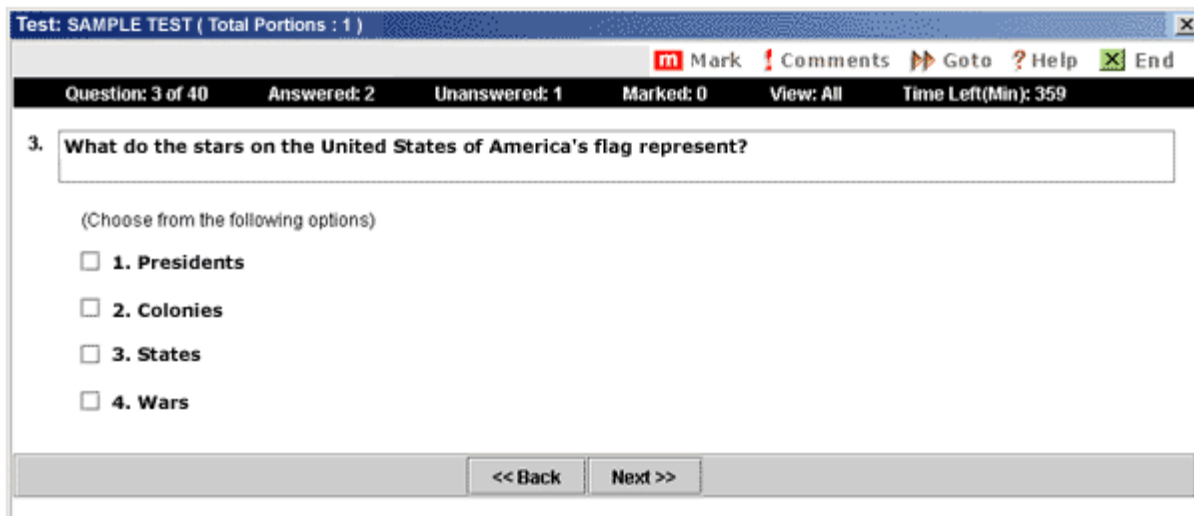 Test: SAMPLE TEST ( Total Portions : 1 )
m Mark ! Comments Goto ? Help X End
Question: 3 of 40 Answered: 2 Unanswered: 1 Marked: 0 View: All Time Left(Min): 359
3. What do the stars on the United States of America's flag represent?
(Choose from the following options)
1. Presidents
2. Colonies
3. States
4. Wars
<< Back Next >>